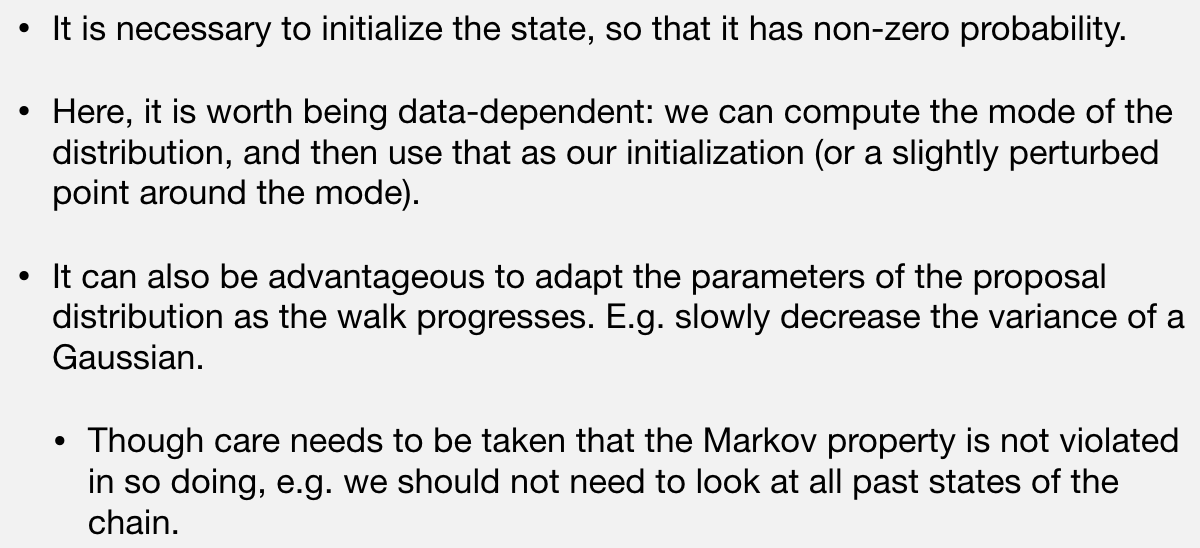 • It is necessary to initialize the state, so that it has non-zero probability.
• Here, it is worth being data-dependent: we can compute the mode of the
distribution, and then use that as our initialization (or a slightly perturbed
point around the mode).
• It can also be advantageous to adapt the parameters of the proposal
distribution as the walk progresses. E.g. slowly decrease the variance of a
Gaussian.
• Though care needs to be taken that the Markov property is not violated
in so doing, e.g. we should not need to look at all past states of the
chain.